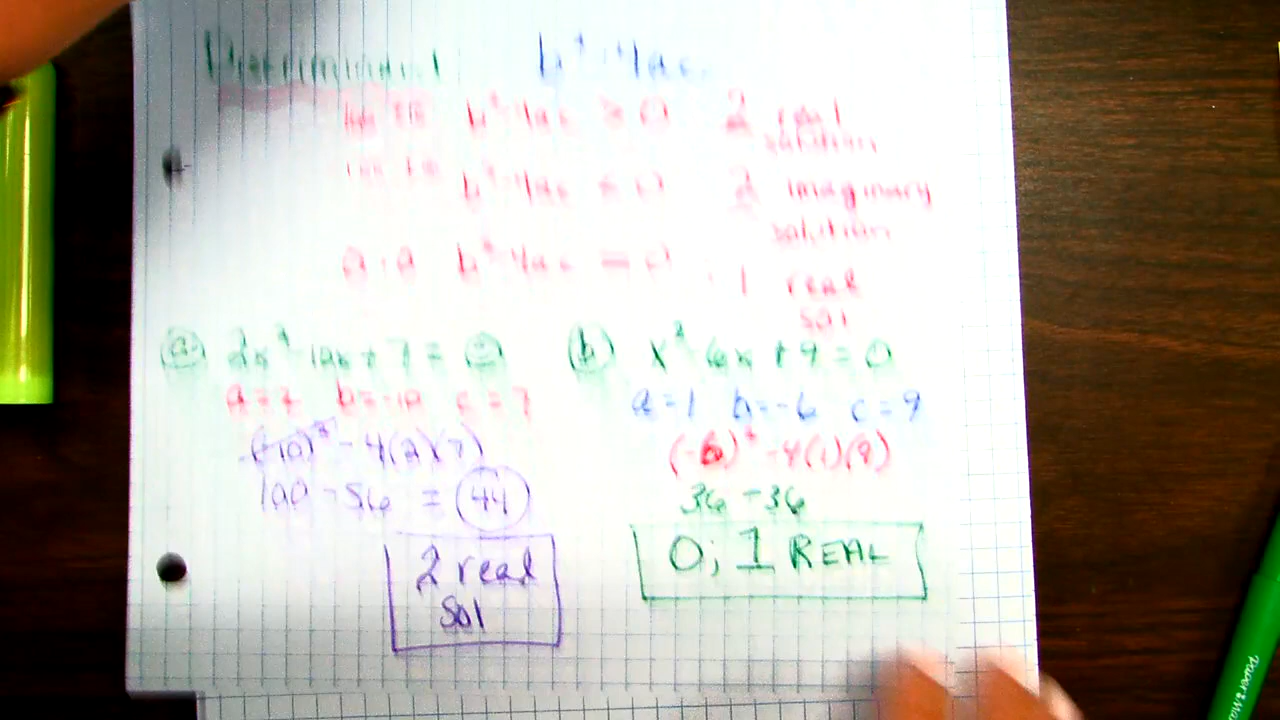 Discriminant b² - 4ac
b² - 4ac > 0 2 real
solution
b² - 4ac < 0 2 imaginary
solution
b² - 4ac = 0 1 real
sol
(a) 2x² - 10x + 7 = 0 (b) x² - 6x + 9 = 0
b = -10 c = 7 a = 1 b = -6 c = 9
(-10)² - 4(2)(7) (-6)² - 4(1)(9)
100 - 56 = 44 36 - 36
2 real 0; 1 REAL
sol